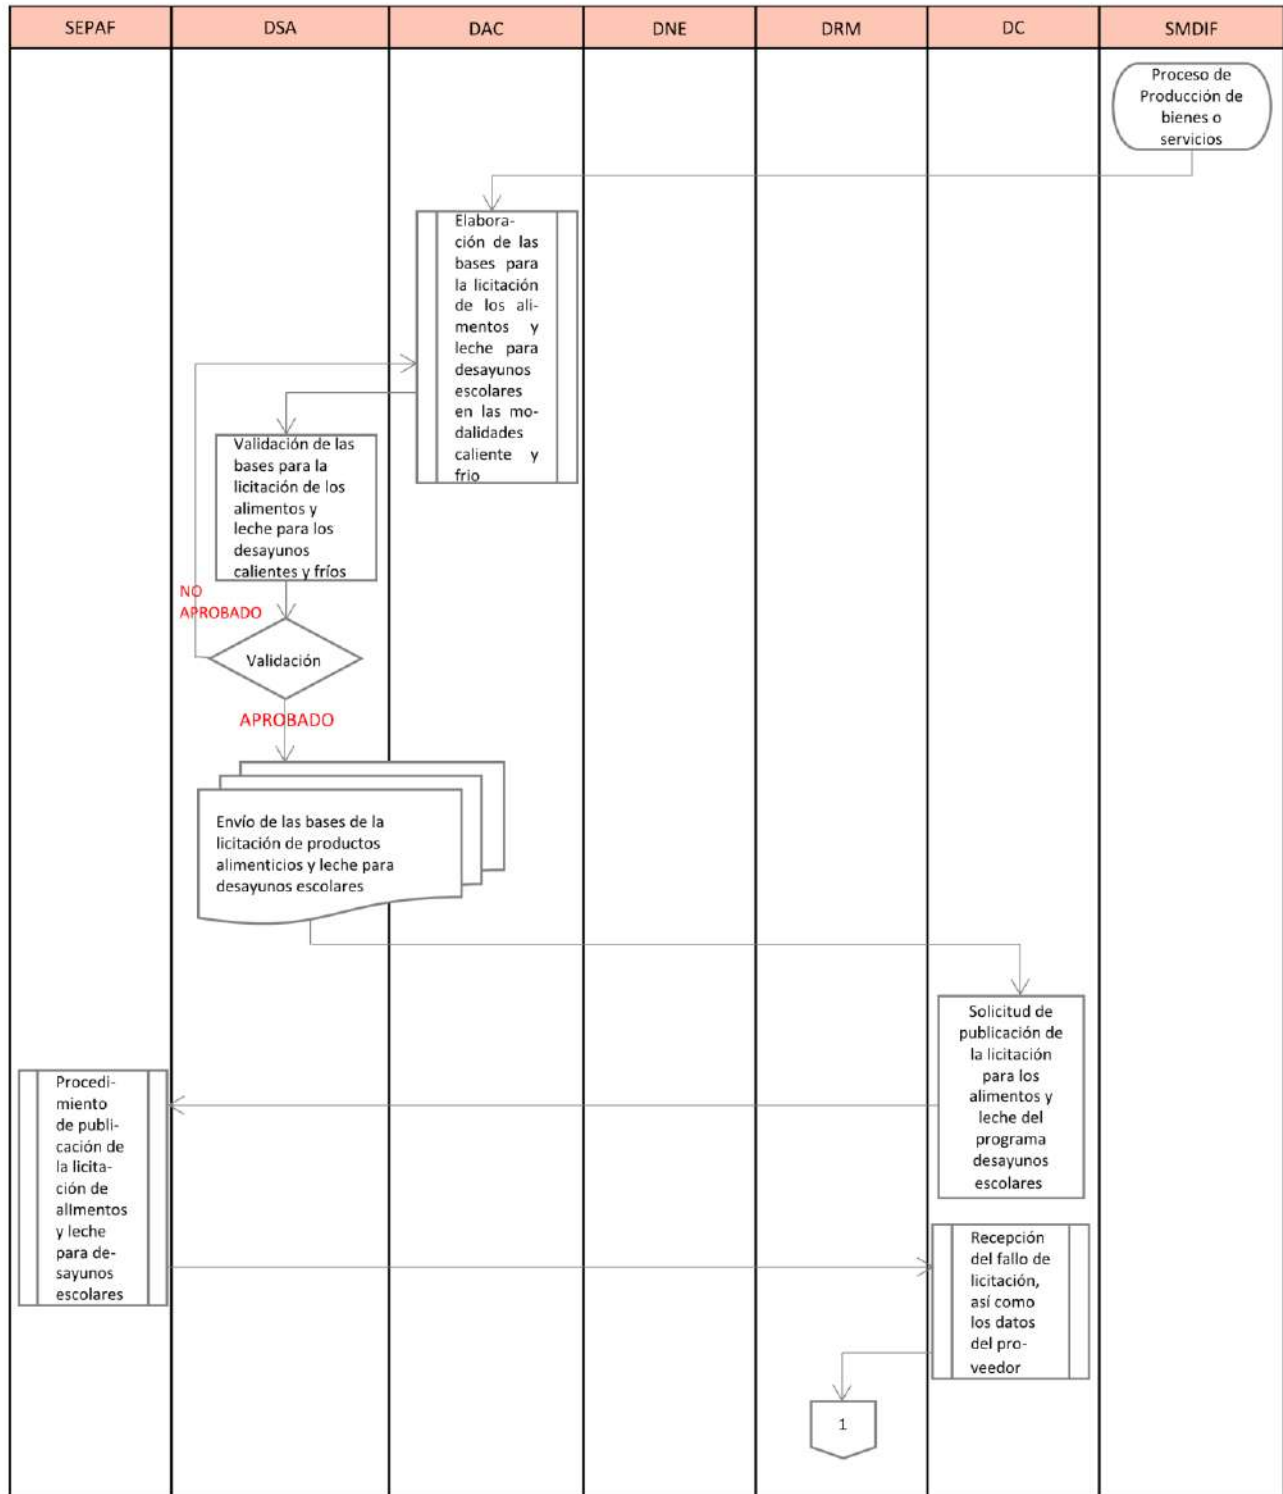 SEPAF DSA DAC DNE DRM DC SMDIF
Proceso de
Producción de
bienes o
servicios
Elabora-
ción de las
bases para
la licitación
de los ali-
mentos y
leche para
desayunos
escolares
en las mo-
dalidades
caliente y
frio
Validación de las
bases para la
licitación de los
alimentos y
leche para los
desayunos
calientes y fríos
NO
APROBADO
Validación
APROBADO
Envío de las bases de la
licitación de productos
alimenticios y leche para
desayunos escolares
Solicitud de
publicación de
la licitación
para los
alimentos y
leche del
programa
desayunos
escolares
Procedi-
miento
de publi-
cación de
la licita-
ción de
alimentos
y leche
para de-
sayunos
escolares
Recepción
del fallo de
licitación,
así como
los datos
del pro-
veedor
1